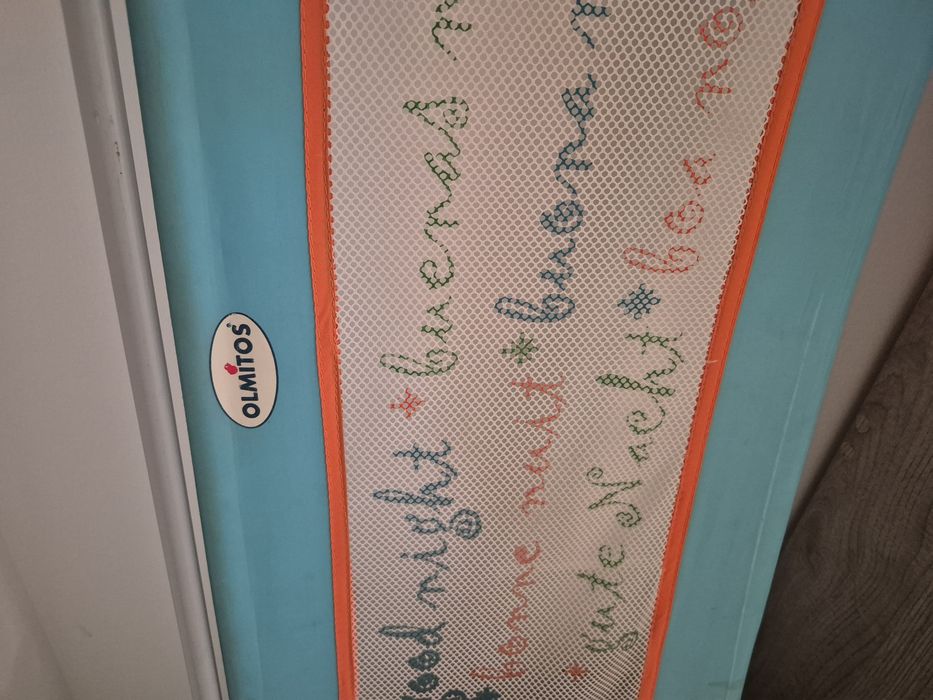 OLMITOS
good night * buenas
bonne nuit * buona
* gute Nacht * boa